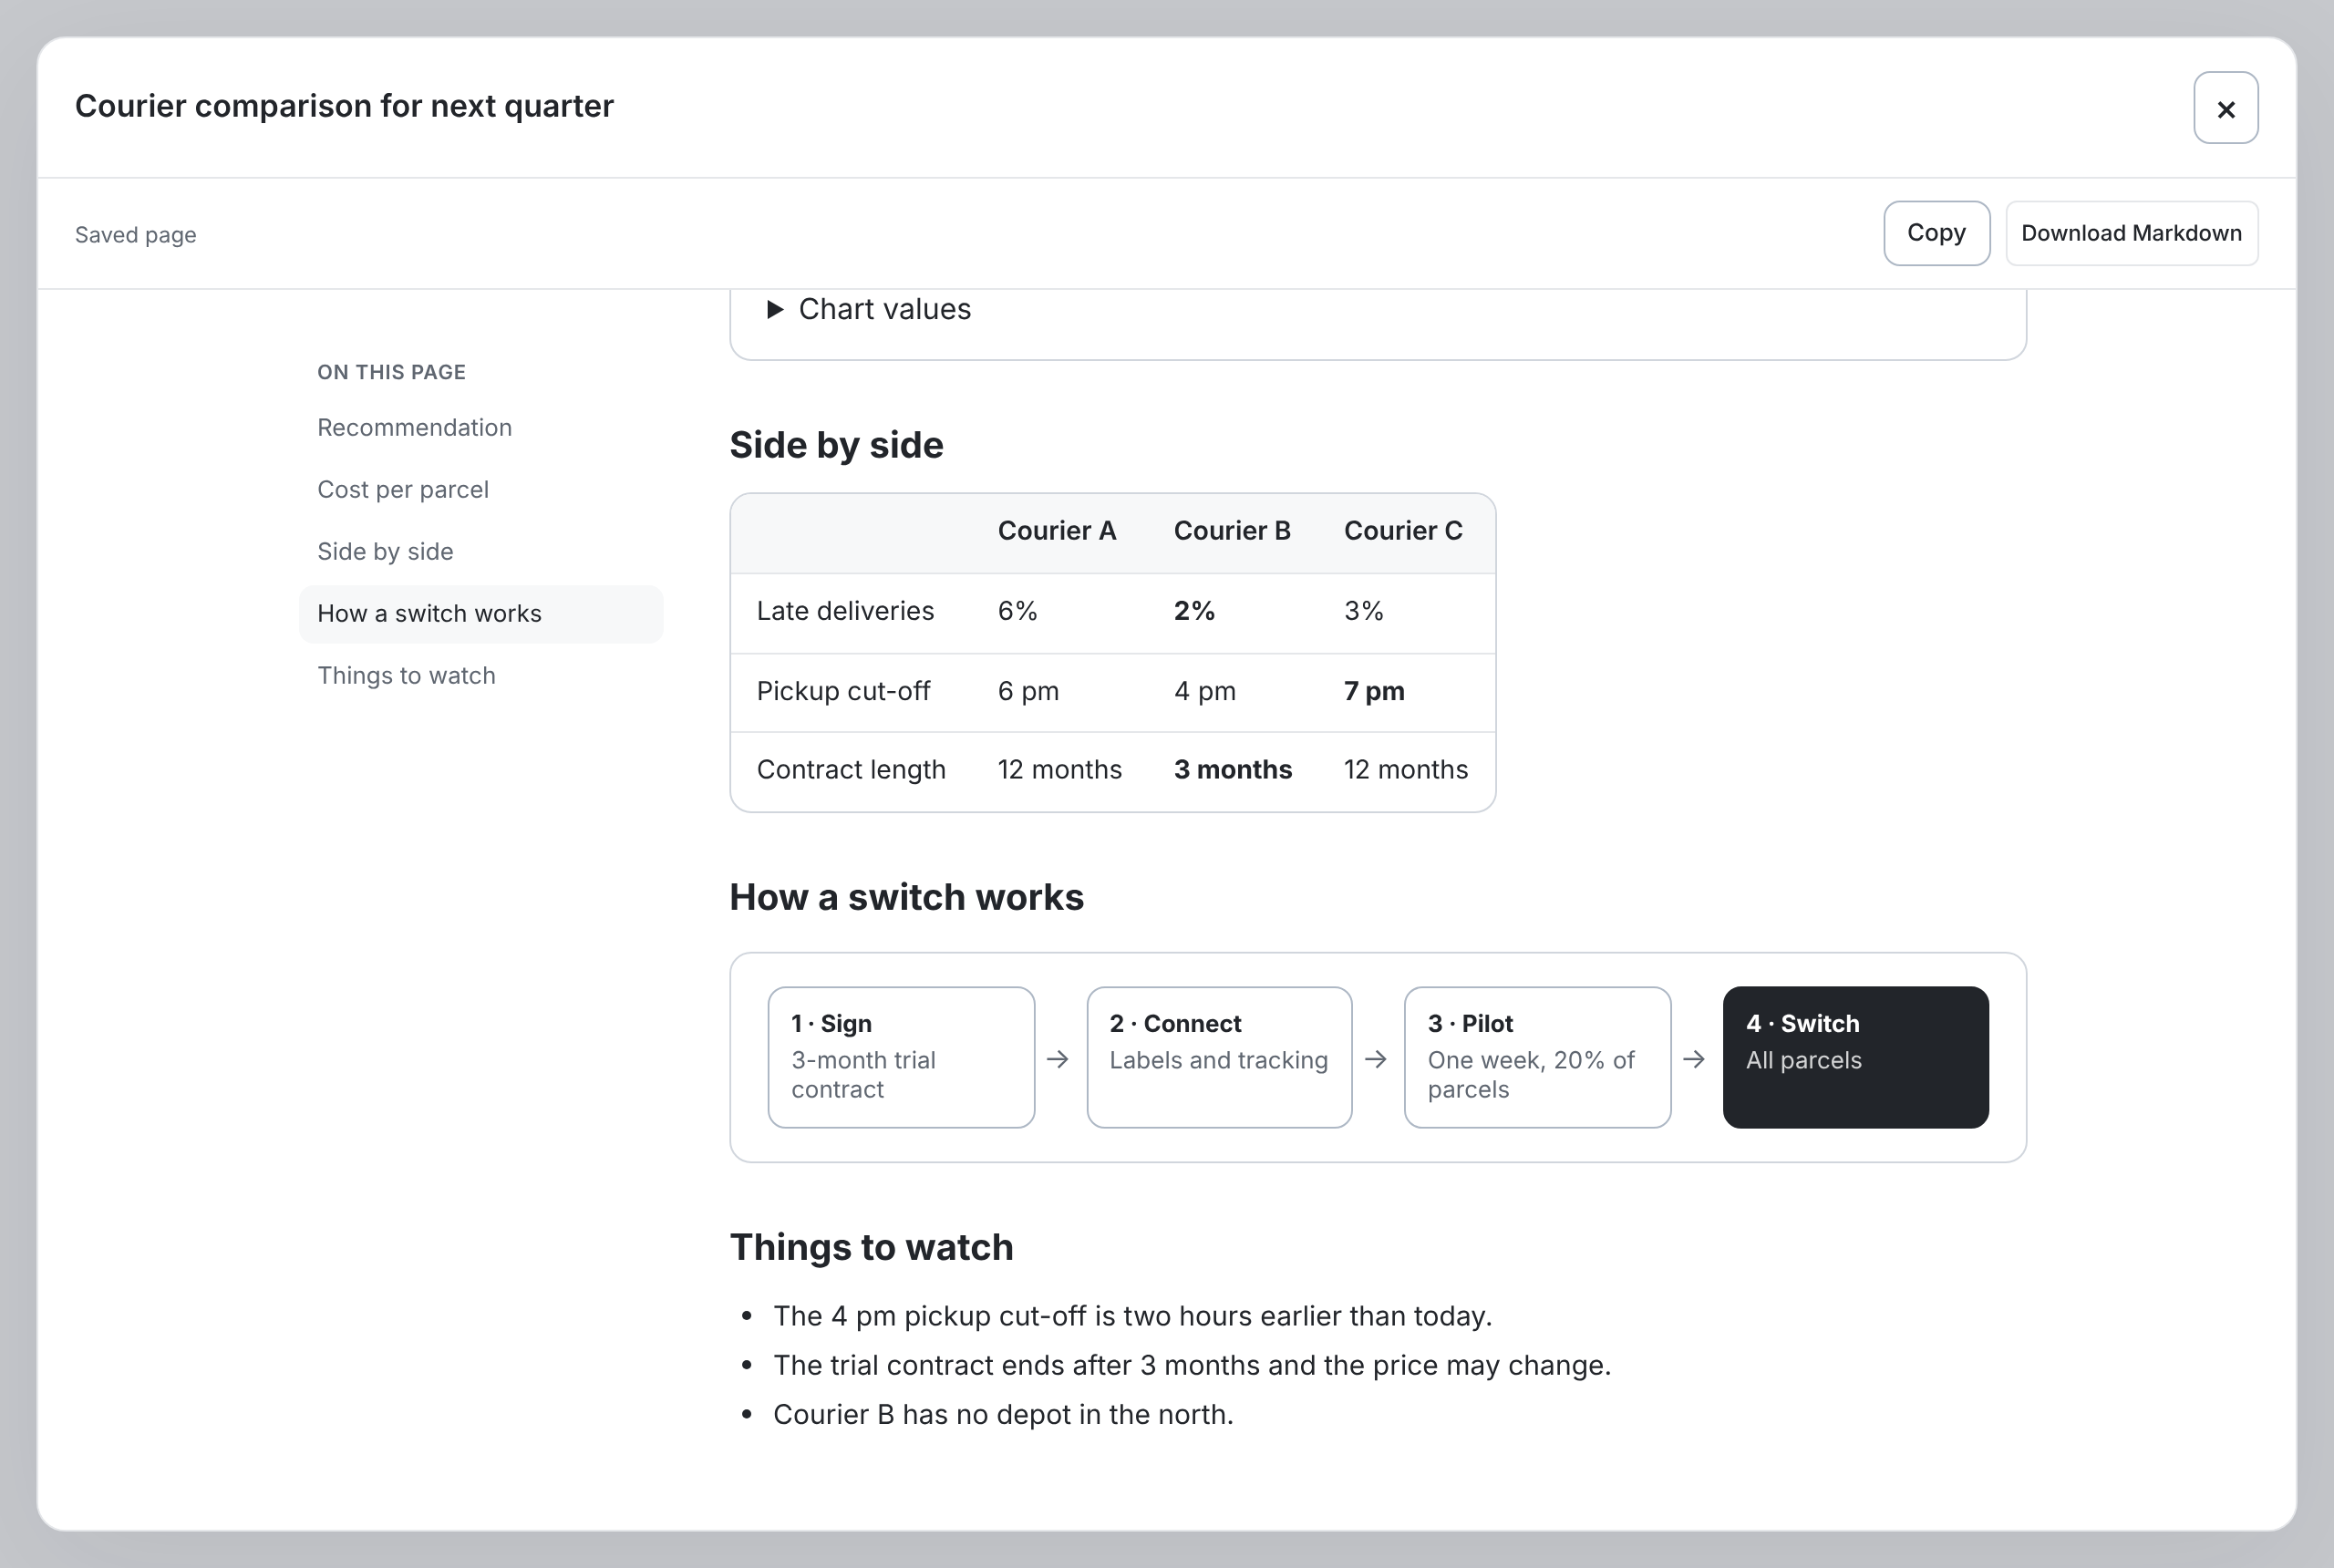 Courier comparison for next quarter
×
Saved page
Copy
Download Markdown
ON THIS PAGE
Recommendation
Cost per parcel
Side by side
How a switch works
Things to watch
▶ Chart values
Side by side
Courier A Courier B Courier C
Late deliveries 6% 2% 3%
Pickup cut-off 6 pm 4 pm 7 pm
Contract length 12 months 3 months 12 months
How a switch works
1 · Sign
3-month trial
contract
→
2 · Connect
Labels and tracking
→
3 · Pilot
One week, 20% of
parcels
→
4 · Switch
All parcels
Things to watch
• The 4 pm pickup cut-off is two hours earlier than today.
• The trial contract ends after 3 months and the price may change.
• Courier B has no depot in the north.